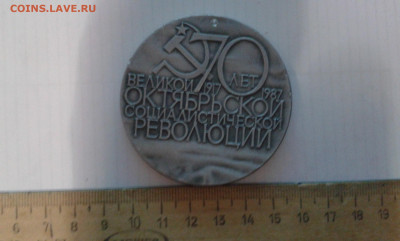 COINS.LAVE.RU
70 ЛЕТ
1917 1987
ВЕЛИКОЙ
ОКТЯБРЬСКОЙ
СОЦИАЛИСТИЧЕСКОЙ
РЕВОЛЮЦИИ
6 7 8 9 10 11 12 13 14 15 16 17 18 19